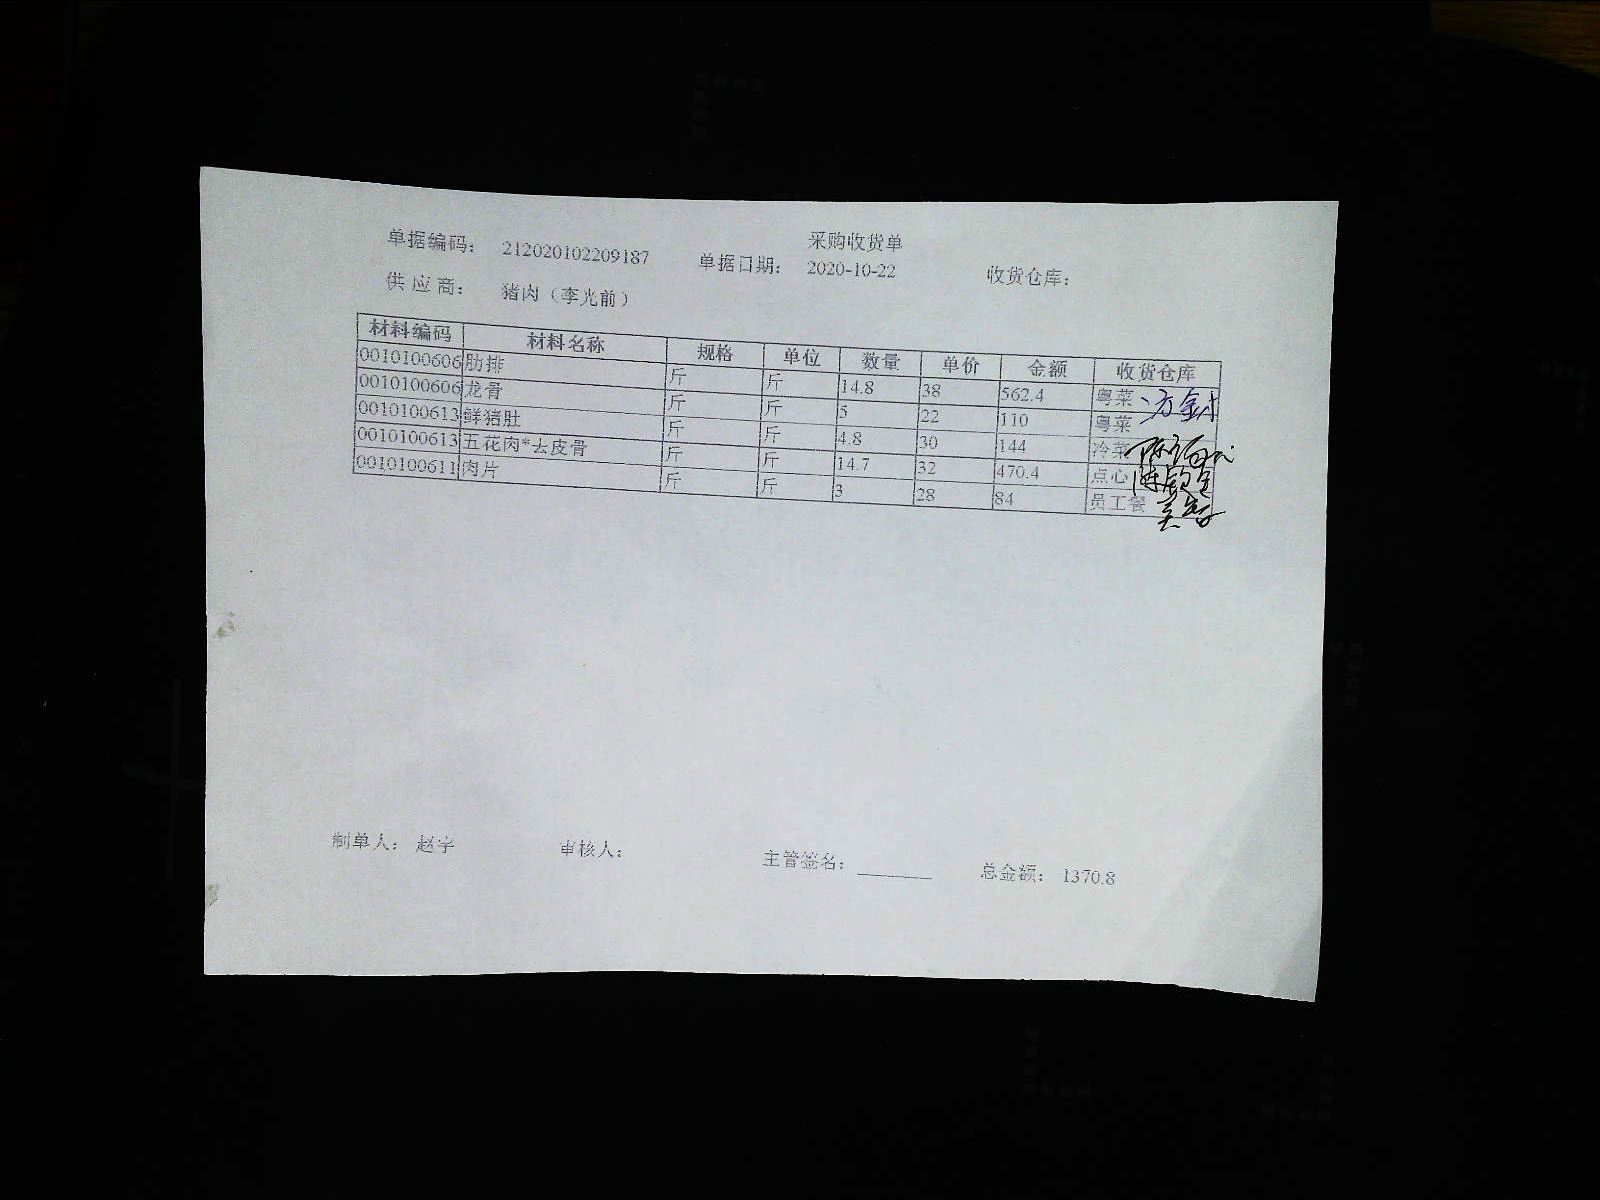 采购收货单
单据编码： 212020102209187 单据日期： 2020-10-22 收货仓库：
供应商： 猪肉（李光前）
材料编码 材料名称 规格 单位 数量 单价 金额 收货仓库
0010100606 肋排 斤 斤 14.8 38 562.4 粤菜
0010100606 龙骨 斤 斤 5 22 110 粤菜
0010100613 鲜猪肚 斤 斤 4.8 30 144 冷菜
0010100613 五花肉*去皮骨 斤 斤 14.7 32 470.4 点心
0010100611 肉片 斤 斤 3 28 84 员工餐
制单人： 赵宇 审核人： 主管签名： 总金额： 1370.8